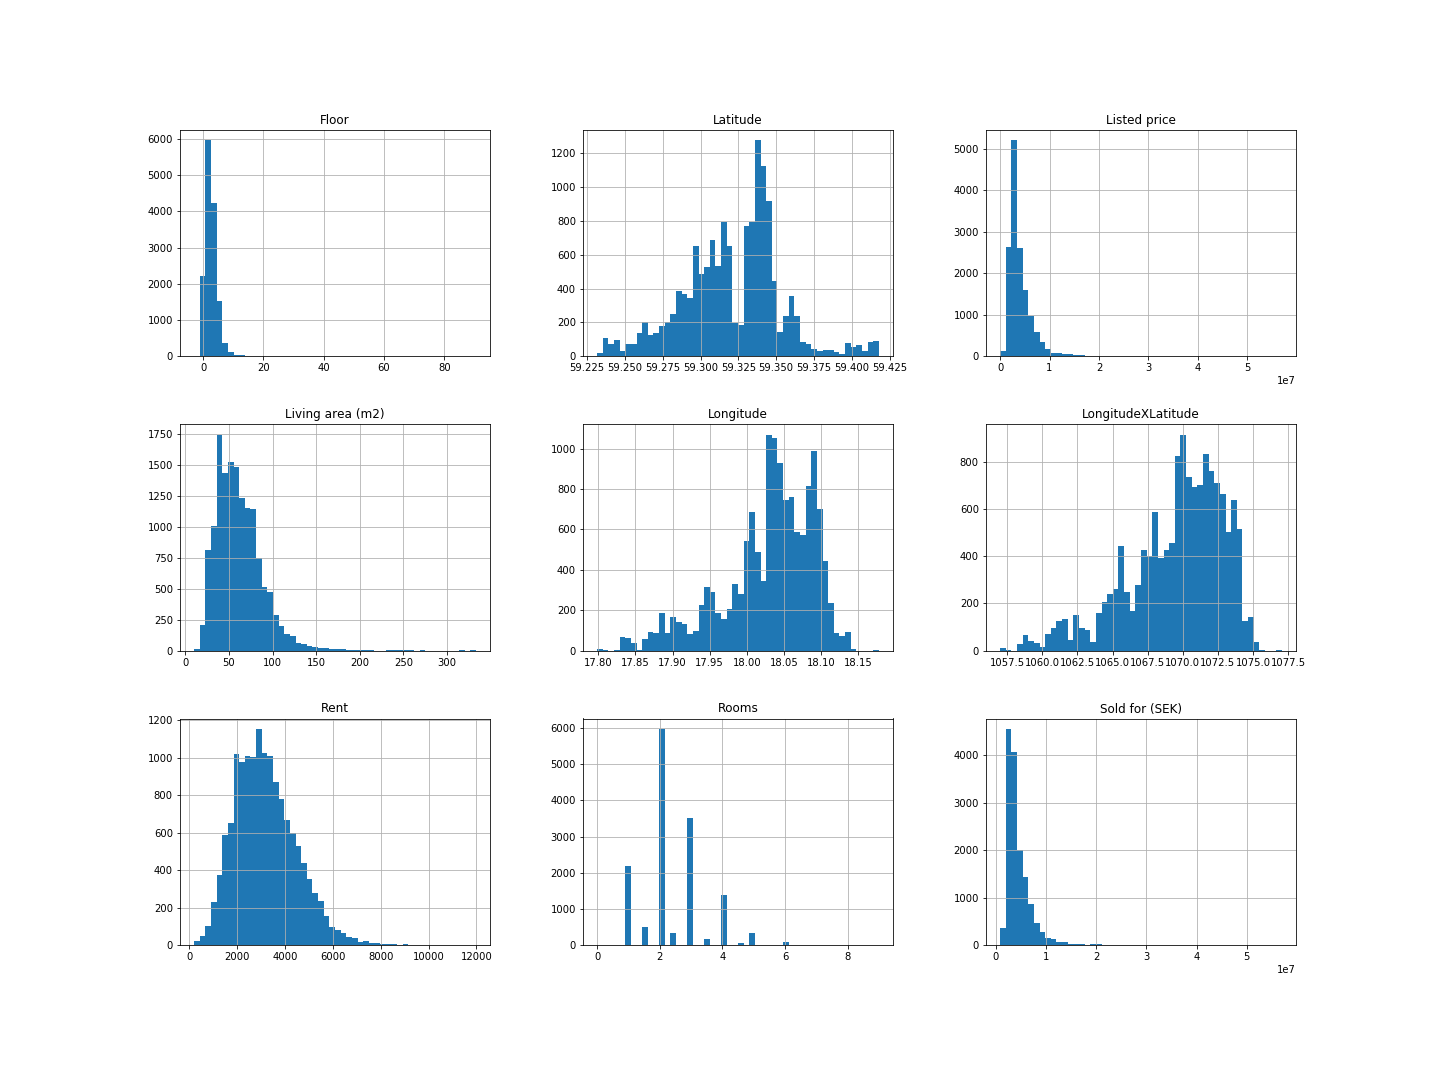 Floor
6000
5000
4000
3000
2000
1000
0
0 20 40 60 80
Latitude
1200
1000
800
600
400
200
0
59.225 59.250 59.275 59.300 59.325 59.350 59.375 59.400 59.425
Listed price
5000
4000
3000
2000
1000
0
0 1 2 3 4 5
1e7
Living area (m2)
1750
1500
1250
1000
750
500
250
0
0 50 100 150 200 250 300
Longitude
1000
800
600
400
200
0
17.80 17.85 17.90 17.95 18.00 18.05 18.10 18.15
LongitudeXLatitude
800
600
400
200
0
1057.5 1060.0 1062.5 1065.0 1067.5 1070.0 1072.5 1075.0 1077.5
Rent
1200
1000
800
600
400
200
0
0 2000 4000 6000 8000 10000 12000
Rooms
6000
5000
4000
3000
2000
1000
0
0 2 4 6 8
Sold for (SEK)
4000
3000
2000
1000
0
0 1 2 3 4 5
1e7